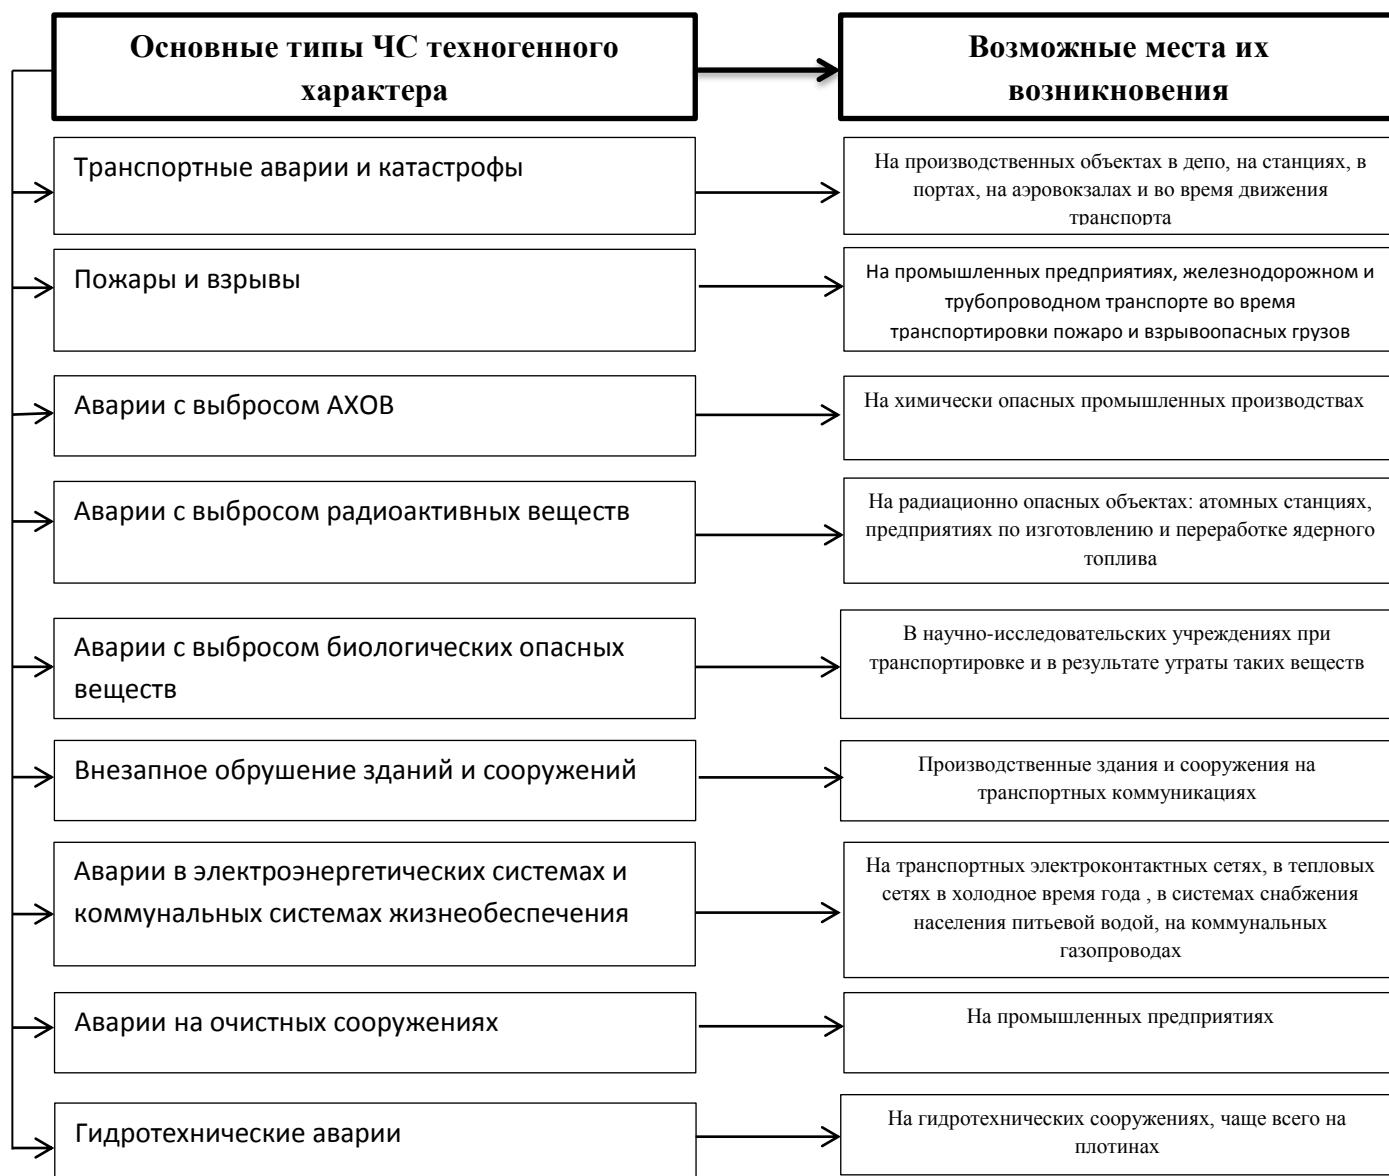 Основные типы ЧС техногенного
характера
Возможные места их
возникновения
Транспортные аварии и катастрофы
На производственных объектах в депо, на станциях, в
портах, на аэровокзалах и во время движения
транспорта
Пожары и взрывы
На промышленных предприятиях, железнодорожном и
трубопроводном транспорте во время
транспортировки пожаро и взрывоопасных грузов
Аварии с выбросом АХОВ
На химически опасных промышленных производствах
Аварии с выбросом радиоактивных веществ
На радиационно опасных объектах: атомных станциях,
предприятиях по изготовлению и переработке ядерного
топлива
Аварии с выбросом биологических опасных
веществ
В научно-исследовательских учреждениях при
транспортировке и в результате утраты таких веществ
Внезапное обрушение зданий и сооружений
Производственные здания и сооружения на
транспортных коммуникациях
Аварии в электроэнергетических системах и
коммунальных системах жизнеобеспечения
На транспортных электроконтактных сетях, в тепловых
сетях в холодное время года , в системах снабжения
населения питьевой водой, на коммунальных
газопроводах
Аварии на очистных сооружениях
На промышленных предприятиях
Гидротехнические аварии
На гидротехнических сооружениях, чаще всего на
плотинах